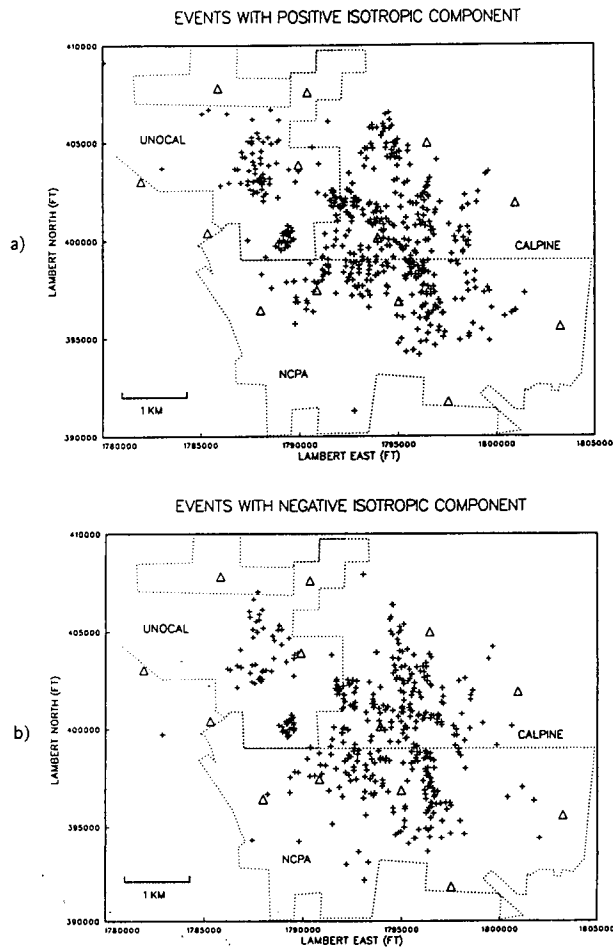 EVENTS WITH POSITIVE ISOTROPIC COMPONENT
a)
LAMBERT NORTH (FT)
410000
405000
400000
395000
390000
UNOCAL
CALPINE
NCPA
1 KM
1780000 1785000 1790000 1795000 1800000 1805000
LAMBERT EAST (FT)
EVENTS WITH NEGATIVE ISOTROPIC COMPONENT
b)
LAMBERT NORTH (FT)
410000
405000
400000
395000
390000
UNOCAL
CALPINE
NCPA
1 KM
1780000 1785000 1790000 1795000 1800000 1805000
LAMBERT EAST (FT)